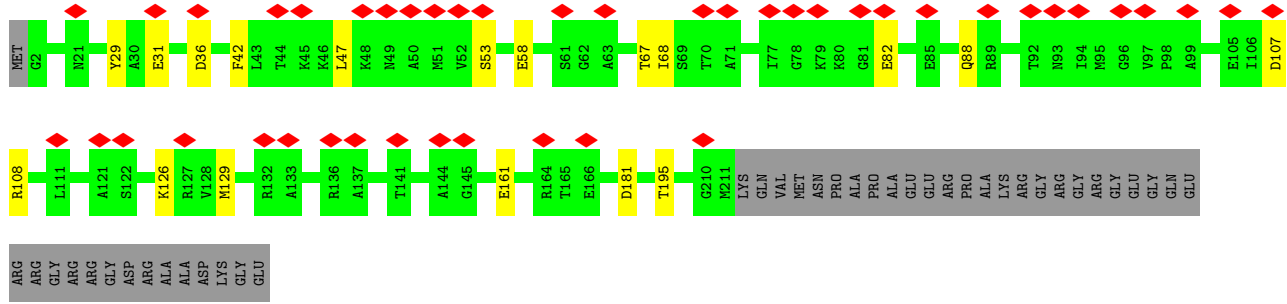 MET G2 N21 Y29 A30 E31 D36 F42 L43 T44 K45 K46 L47 K48 N49 A50 M51 V52 S53 E58 S61 G62 A63 T67 I68 S69 T70 A71 I77 G78 K79 K80 G81 E82 E85 Q88 R89 T92 N93 I94 M95 G96 V97 P98 A99 E105 I106 D107
R108 L111 A121 S122 K126 R127 V128 M129 R132 A133 R136 A137 T141 A144 G145 E161 R164 T165 E166 D181 T195 G210 M211 LYS GLN VAL MET ASN PRO ALA PRO ALA GLU GLU ARG PRO ALA LYS ARG GLY ARG GLY ARG GLY GLU GLY GLN GLU
ARG ARG GLY ARG ARG GLY ASP ARG ALA ALA ASP LYS GLY GLU